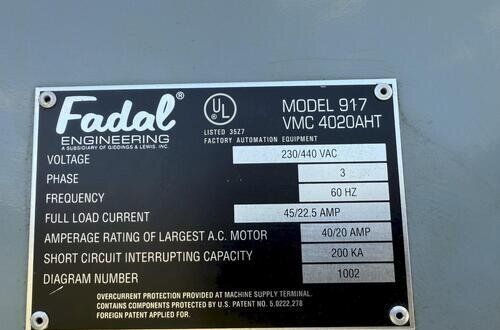 Fadal®
ENGINEERING
A SUBSIDIARY OF GIDDINGS & LEWIS, INC.
UL ®
LISTED 35Z7
FACTORY AUTOMATION EQUIPMENT
MODEL 917
VMC 4020AHT
VOLTAGE 230/440 VAC
PHASE 3
FREQUENCY 60 HZ
FULL LOAD CURRENT 45/22.5 AMP
AMPERAGE RATING OF LARGEST A.C. MOTOR 40/20 AMP
SHORT CIRCUIT INTERRUPTING CAPACITY 200 KA
DIAGRAM NUMBER 1002
OVERCURRENT PROTECTION PROVIDED AT MACHINE SUPPLY TERMINAL.
CONTAINS COMPONENTS PROTECTED BY U.S. PATENT NO. 5,0222,278
FOREIGN PATENT APPLIED FOR.